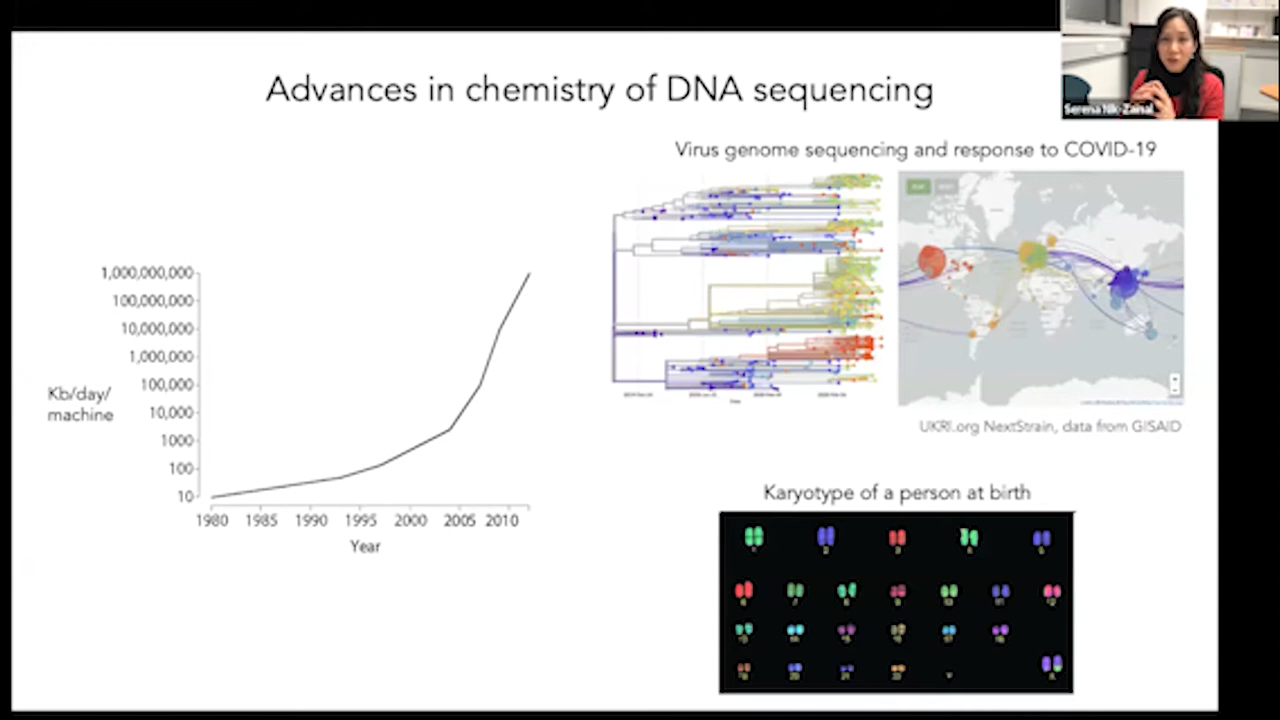 Advances in chemistry of DNA sequencing
Serena Nik-Zainal
Virus genome sequencing and response to COVID-19
UKRI.org NextStrain, data from GISAID
Kb/day/
machine
1,000,000,000
100,000,000
10,000,000
1,000,000
100,000
10,000
1000
100
10
1980 1985 1990 1995 2000 2005 2010
Year
Karyotype of a person at birth